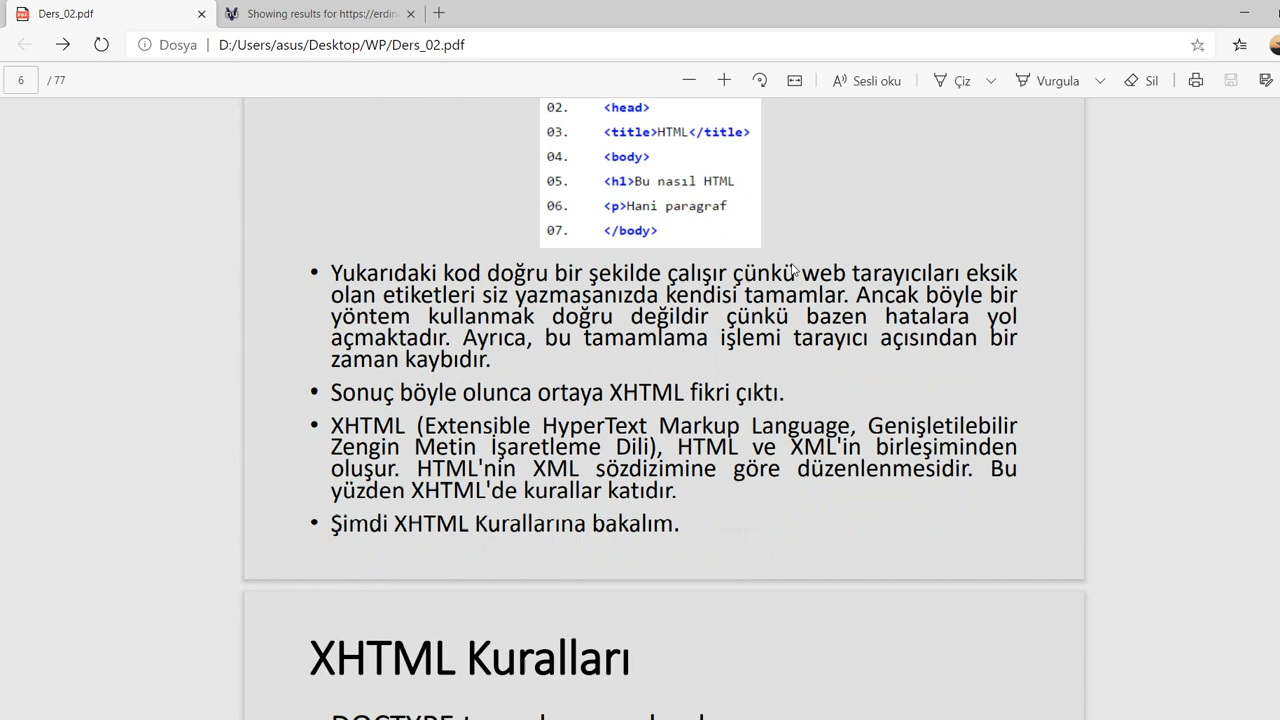 Ders_02.pdf
Showing results for https://erdin
Dosya
D:/Users/asus/Desktop/WP/Ders_02.pdf
6 / 77
Sesli oku
Çiz
Vurgula
Sil
02. <head>
03. <title>HTML</title>
04. <body>
05. <h1>Bu nasıl HTML
06. <p>Hani paragraf
07. </body>
• Yukarıdaki kod doğru bir şekilde çalışır çünkü web tarayıcıları eksik
olan etiketleri siz yazmasanızda kendisi tamamlar. Ancak böyle bir
yöntem kullanmak doğru değildir çünkü bazen hatalara yol
açmaktadır. Ayrıca, bu tamamlama işlemi tarayıcı açısından bir
zaman kaybıdır.
• Sonuç böyle olunca ortaya XHTML fikri çıktı.
• XHTML (Extensible HyperText Markup Language, Genişletilebilir
Zengin Metin İşaretleme Dili), HTML ve XML'in birleşiminden
oluşur. HTML'nin XML sözdizimine göre düzenlenmesidir. Bu
yüzden XHTML'de kurallar katıdır.
• Şimdi XHTML Kurallarına bakalım.
XHTML Kuralları